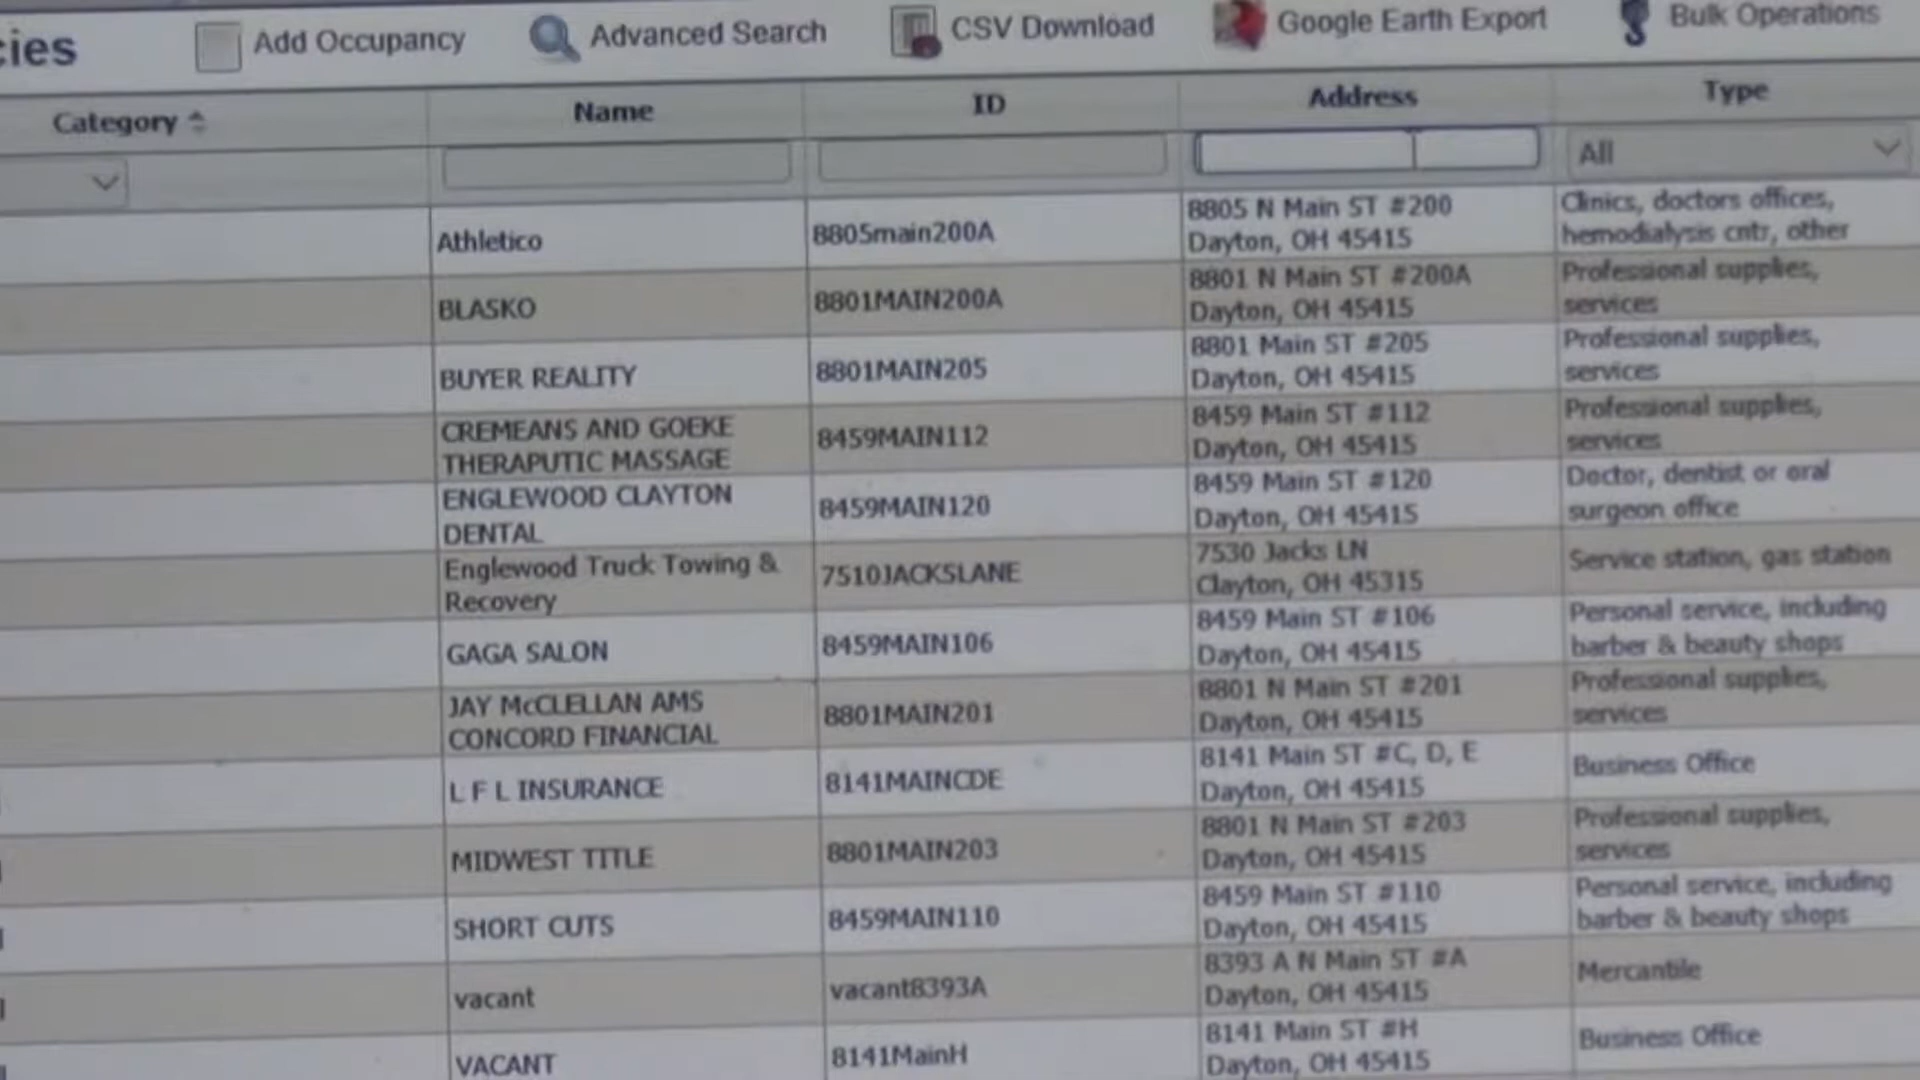 cies Add Occupancy Advanced Search CSV Download Google Earth Export Bulk Operations
Category Name ID Address Type
All
Athletico 8805main200A 8805 N Main ST #200 Clinics, doctors offices,
Dayton, OH 45415 hemodialysis cntr, other
BLASKO 8801MAIN200A 8801 N Main ST #200A Professional supplies,
Dayton, OH 45415 services
BUYER REALITY 8801MAIN205 8801 Main ST #205 Professional supplies,
Dayton, OH 45415 services
CREMEANS AND GOEKE 8459MAIN112 8459 Main ST #112 Professional supplies,
THERAPUTIC MASSAGE Dayton, OH 45415 services
ENGLEWOOD CLAYTON 8459MAIN120 8459 Main ST #120 Doctor, dentist or oral
DENTAL Dayton, OH 45415 surgeon office
Englewood Truck Towing & 7510JACKSLANE 7530 Jacks LN Service station, gas station
Recovery Clayton, OH 45315
GAGA SALON 8459MAIN106 8459 Main ST #106 Personal service, including
Dayton, OH 45415 barber & beauty shops
JAY McCLELLAN AMS 8801MAIN201 8801 N Main ST #201 Professional supplies,
CONCORD FINANCIAL Dayton, OH 45415 services
L F L INSURANCE 8141MAINCDE 8141 Main ST #C, D, E Business Office
Dayton, OH 45415
MIDWEST TITLE 8801MAIN203 8801 N Main ST #203 Professional supplies,
Dayton, OH 45415 services
SHORT CUTS 8459MAIN110 8459 Main ST #110 Personal service, including
Dayton, OH 45415 barber & beauty shops
vacant vacant8393A 8393 A N Main ST #A Mercantile
Dayton, OH 45415
VACANT 8141MainH 8141 Main ST #H Business Office
Dayton, OH 45415